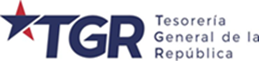 TGR
Tesorería
General de la
República